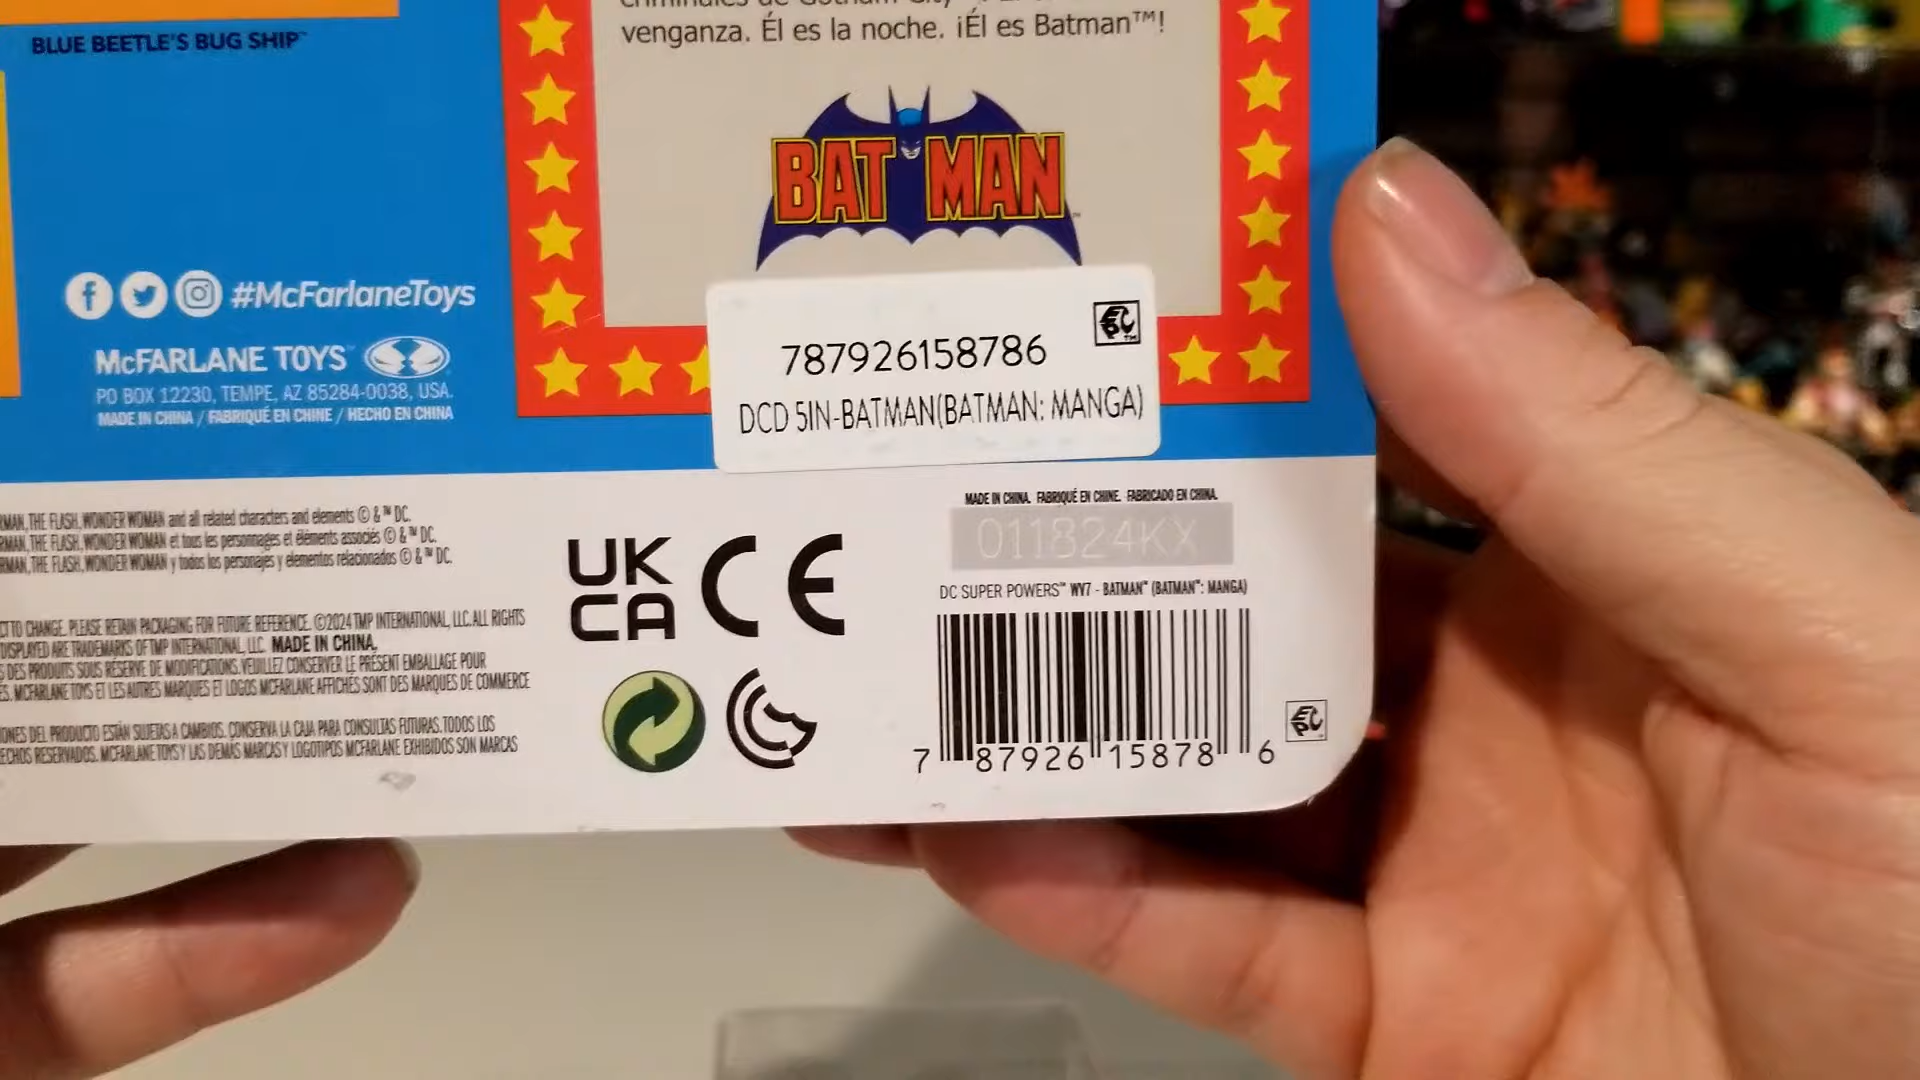 BLUE BEETLE'S BUG SHIP™
criminales de Gotham City
venganza. Él es la noche. ¡Él es Batman™!
BATMAN
f #McFarlaneToys
McFARLANE TOYS™
PO BOX 12230, TEMPE, AZ 85284-0038, USA.
MADE IN CHINA / FABRIQUÉ EN CHINE / HECHO EN CHINA
787926158786
DCD 5IN-BATMAN(BATMAN: MANGA)
RMAN, THE FLASH, WONDER WOMAN and all related characters and elements © & ™ DC.
RMAN, THE FLASH, WONDER WOMAN et tous les personnages et éléments associés © & ™ DC.
RMAN, THE FLASH, WONDER WOMAN y todos los personajes y elementos relacionados © & ™ DC.
CT TO CHANGE. PLEASE RETAIN PACKAGING FOR FUTURE REFERENCE. ©2024 TMP INTERNATIONAL, LLC. ALL RIGHTS
DISPLAYED ARE TRADEMARKS OF TMP INTERNATIONAL, LLC. MADE IN CHINA.
S DES PRODUITS SOUS RÉSERVE DE MODIFICATIONS. VEUILLEZ CONSERVER LE PRÉSENT EMBALLAGE POUR
ES. MCFARLANE TOYS ET LES AUTRES MARQUES ET LOGOS MCFARLANE AFFICHÉS SONT DES MARQUES DE COMMERCE
ONES DEL PRODUCTO ESTÁN SUJETAS A CAMBIOS. CONSERVA LA CAJA PARA CONSULTAS FUTURAS. TODOS LOS
ECHOS RESERVADOS. MCFARLANE TOYS Y LAS DEMÁS MARCAS Y LOGOTIPOS MCFARLANE EXHIBIDOS SON MARCAS
UK
CA
CE
MADE IN CHINA. FABRIQUÉ EN CHINE. FABRICADO EN CHINA.
011824KX
DC SUPER POWERS™ WV7 - BATMAN™ (BATMAN™: MANGA)
7 87926 15878 6